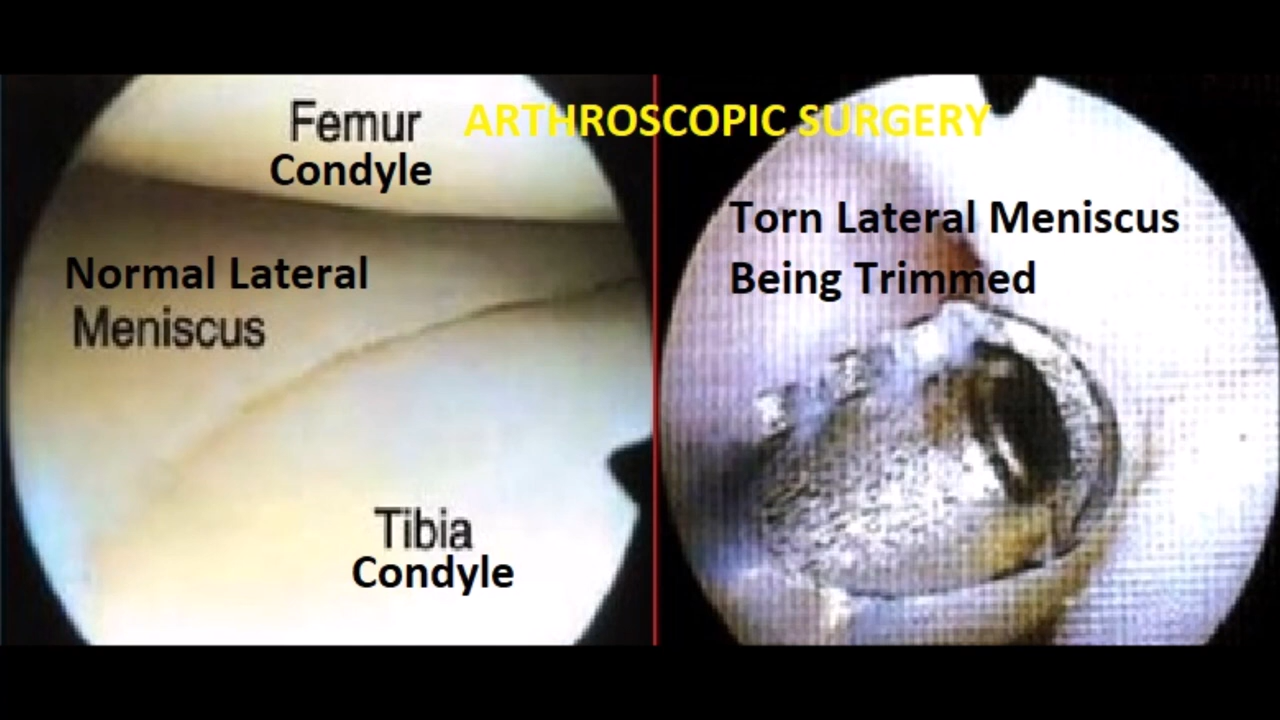 ARTHROSCOPIC SURGERY
Femur
Condyle
Normal Lateral
Meniscus
Tibia
Condyle
Torn Lateral Meniscus
Being Trimmed